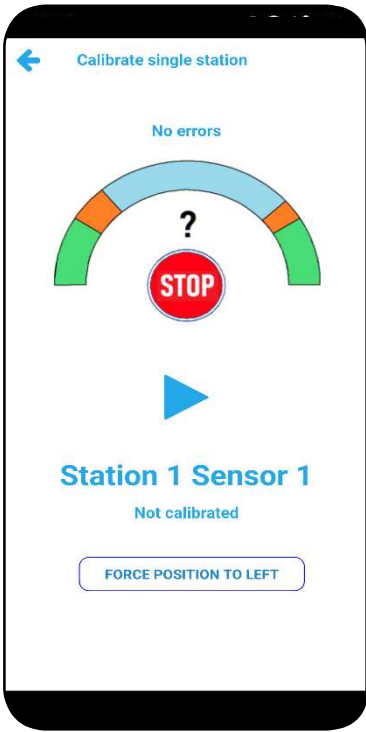 Calibrate single station
No errors
?
STOP
Station 1 Sensor 1
Not calibrated
FORCE POSITION TO LEFT